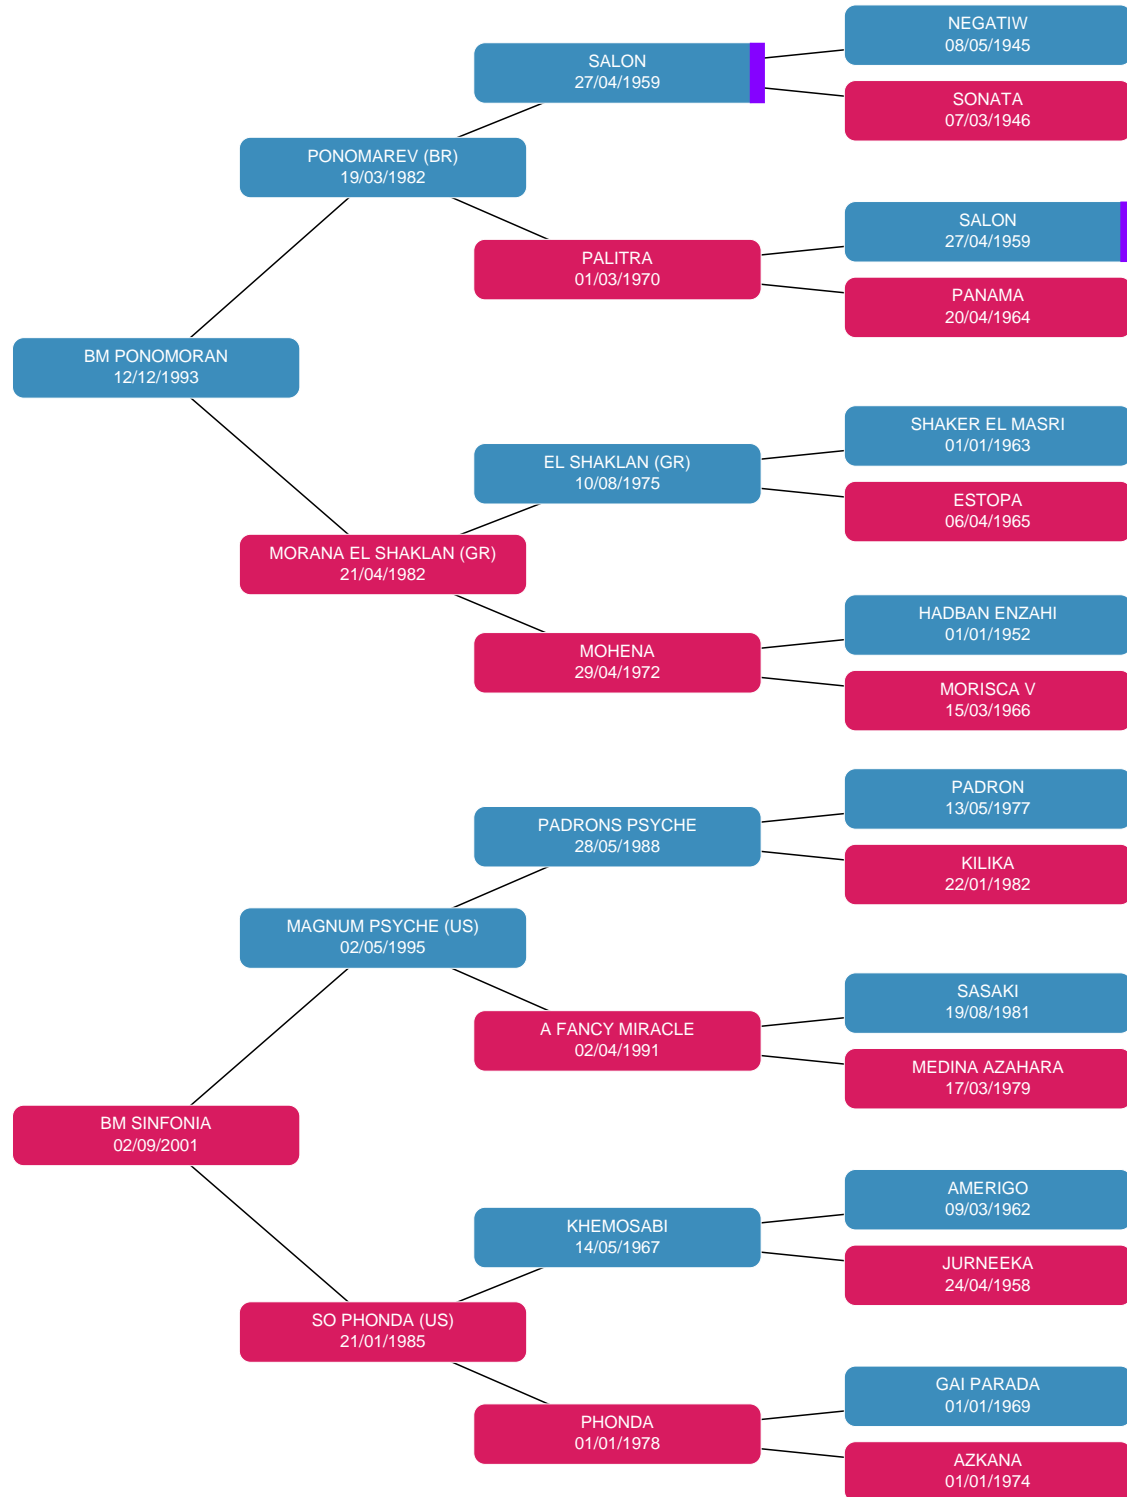 NEGATIW
08/05/1945
SALON
27/04/1959
SONATA
07/03/1946
PONOMAREV (BR)
19/03/1982
SALON
27/04/1959
PALITRA
01/03/1970
PANAMA
20/04/1964
BM PONOMORAN
12/12/1993
SHAKER EL MASRI
01/01/1963
EL SHAKLAN (GR)
10/08/1975
ESTOPA
06/04/1965
MORANA EL SHAKLAN (GR)
21/04/1982
HADBAN ENZAHI
01/01/1952
MOHENA
29/04/1972
MORISCA V
15/03/1966
PADRON
13/05/1977
PADRONS PSYCHE
28/05/1988
KILIKA
22/01/1982
MAGNUM PSYCHE (US)
02/05/1995
SASAKI
19/08/1981
A FANCY MIRACLE
02/04/1991
MEDINA AZAHARA
17/03/1979
BM SINFONIA
02/09/2001
AMERIGO
09/03/1962
KHEMOSABI
14/05/1967
JURNEEKA
24/04/1958
SO PHONDA (US)
21/01/1985
GAI PARADA
01/01/1969
PHONDA
01/01/1978
AZKANA
01/01/1974